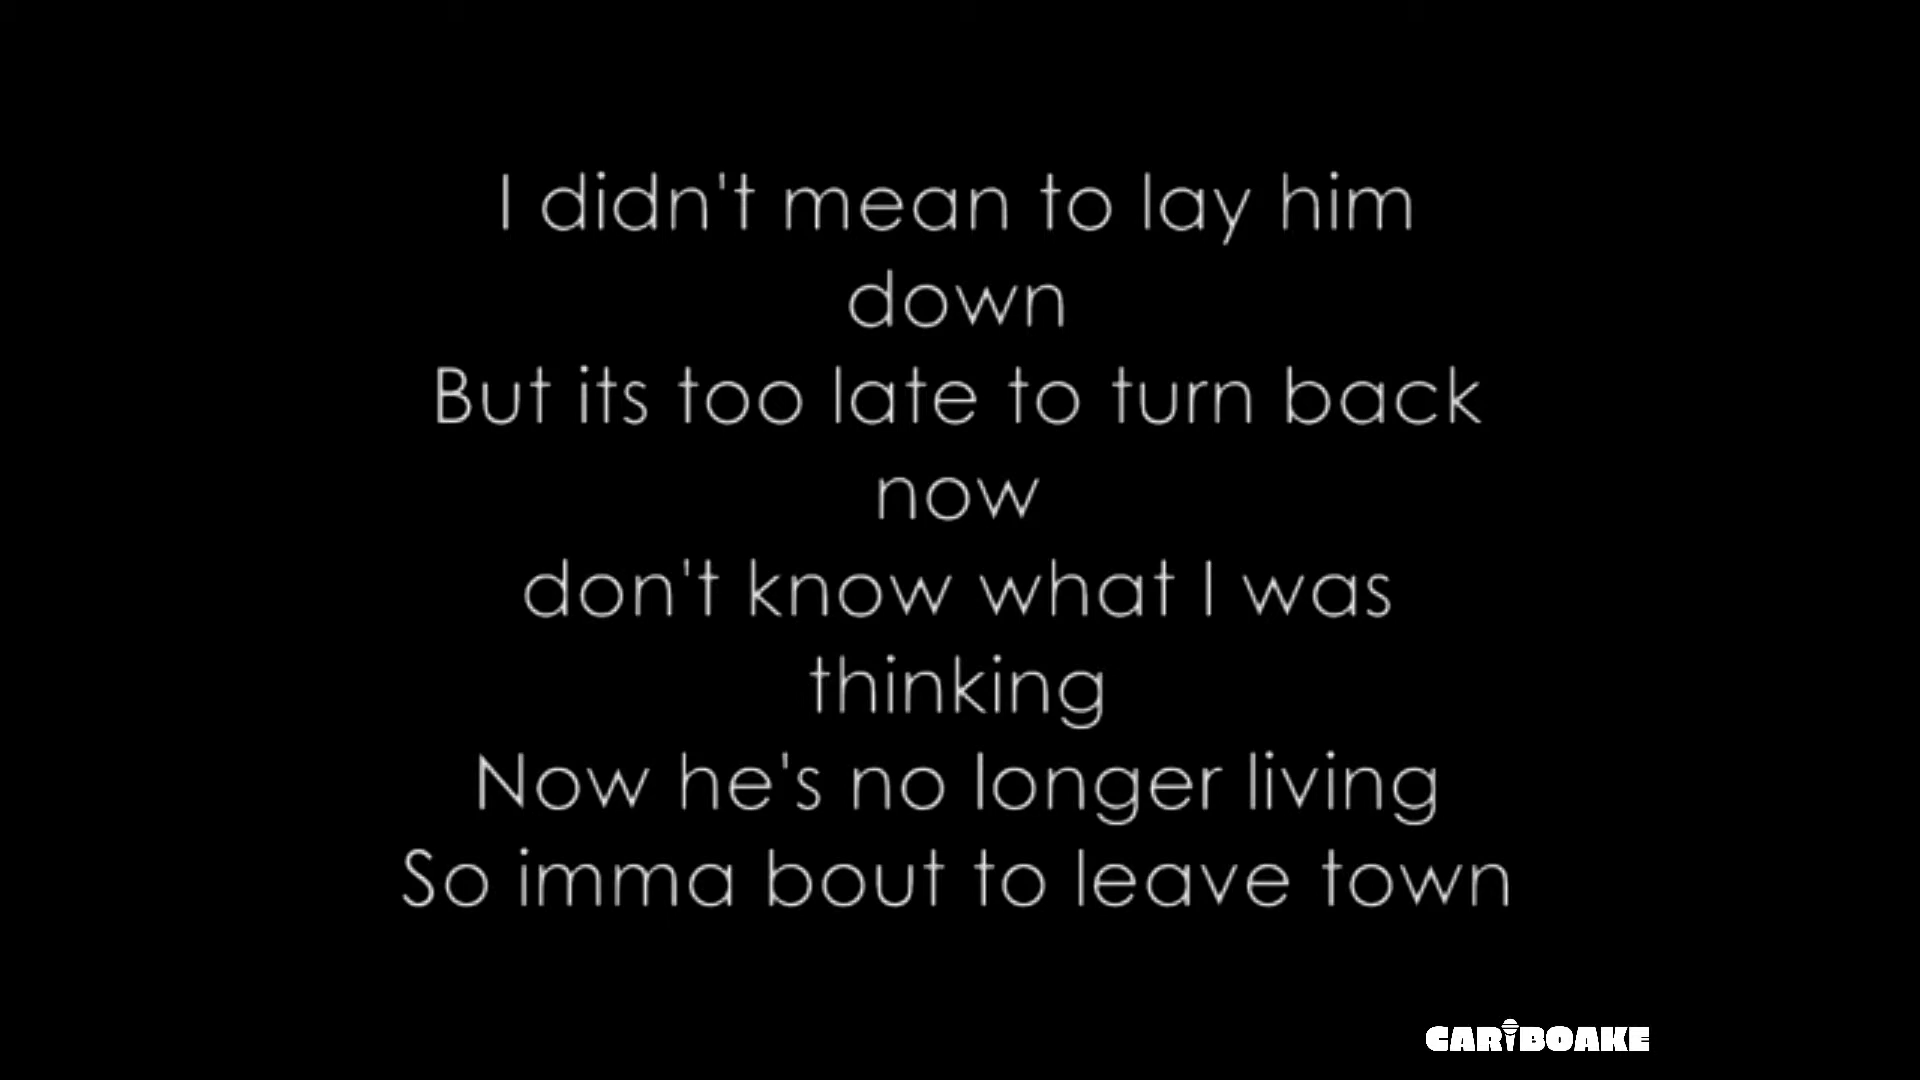 I didn't mean to lay him
down
But its too late to turn back
now
don't know what I was
thinking
Now he's no longer living
So imma bout to leave town
CARIBOAKE